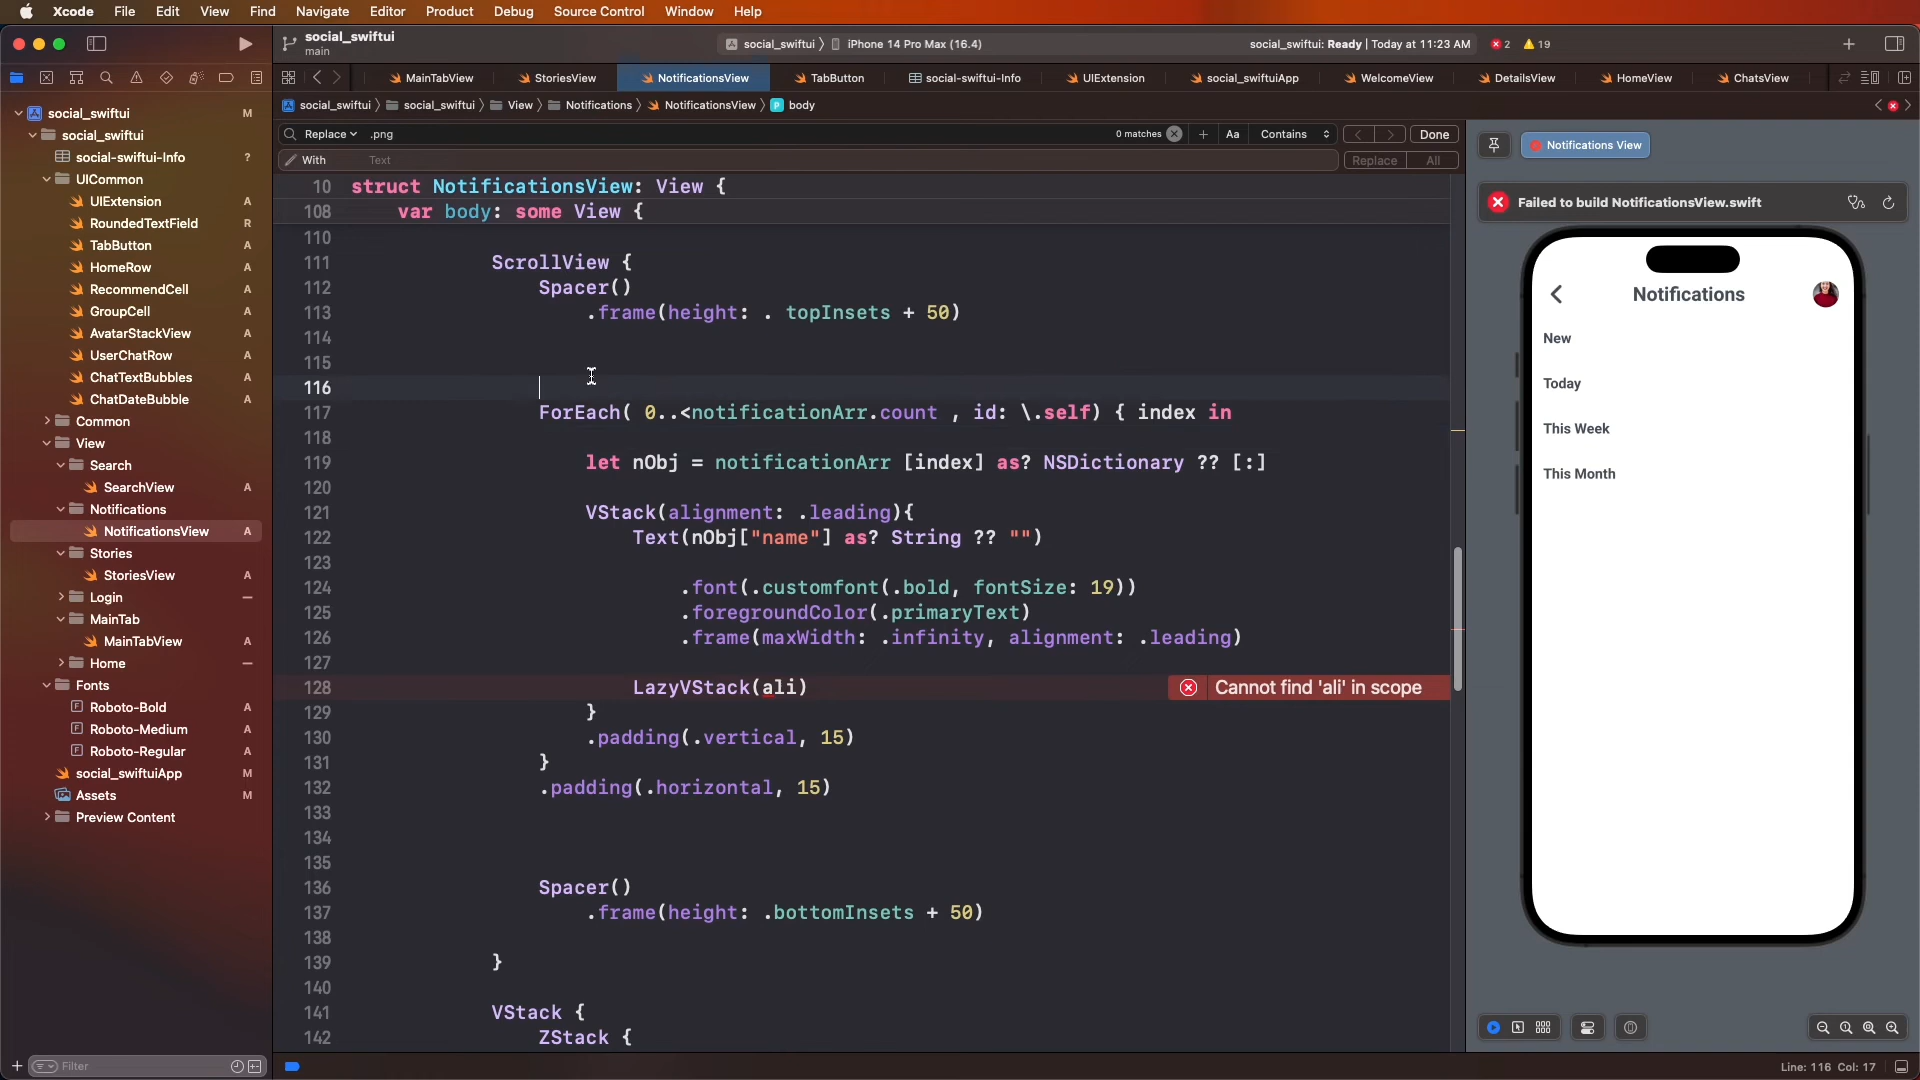 Xcode File Edit View Find Navigate Editor Product Debug Source Control Window Help
social_swiftui
main
social_swiftui iPhone 14 Pro Max (16.4)
social_swiftui: Ready | Today at 11:23 AM
2
19
MainTabView StoriesView NotificationsView TabButton social-swiftui-Info UIExtension social_swiftuiApp WelcomeView DetailsView HomeView ChatsView
social_swiftui social_swiftui View Notifications NotificationsView body
Replace .png 0 matches Aa Contains Done
With Text Replace All
social_swiftui M
social_swiftui
social-swiftui-Info ?
UICommon
UIExtension A
RoundedTextField R
TabButton A
HomeRow A
RecommendCell A
GroupCell A
AvatarStackView A
UserChatRow A
ChatTextBubbles A
ChatDateBubble A
Common
View
Search
SearchView A
Notifications
NotificationsView A
Stories
StoriesView A
Login
MainTab
MainTabView A
Home
Fonts
Roboto-Bold A
Roboto-Medium A
Roboto-Regular A
social_swiftuiApp M
Assets M
Preview Content
Filter
10 struct NotificationsView: View {
108 var body: some View {
110
111 ScrollView {
112 Spacer()
113 .frame(height: . topInsets + 50)
114
115
116
117 ForEach( 0..<notificationArr.count , id: \.self) { index in
118
119 let nObj = notificationArr [index] as? NSDictionary ?? [:]
120
121 VStack(alignment: .leading){
122 Text(nObj["name"] as? String ?? "")
123
124 .font(.customfont(.bold, fontSize: 19))
125 .foregroundColor(.primaryText)
126 .frame(maxWidth: .infinity, alignment: .leading)
127
128 LazyVStack(ali) Cannot find 'ali' in scope
129 }
130 .padding(.vertical, 15)
131 }
132 .padding(.horizontal, 15)
133
134
135
136 Spacer()
137 .frame(height: .bottomInsets + 50)
138
139 }
140
141 VStack {
142 ZStack {
Notifications View
Failed to build NotificationsView.swift
Notifications
New
Today
This Week
This Month
Line: 116 Col: 17